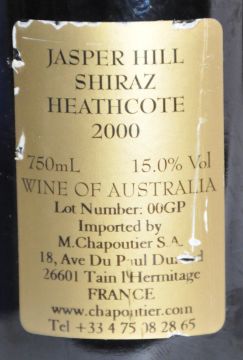 JASPER HILL
SHIRAZ
HEATHCOTE
2000
750mL 15.0% Vol
WINE OF AUSTRALIA
Lot Number: 00GP
Imported by
M.Chapoutier S.A.
18, Ave Du Paul
26601 Tain l'Hermitage
FRANCE
www.chapoutier.com
Tel +33 4 75 08 28 65